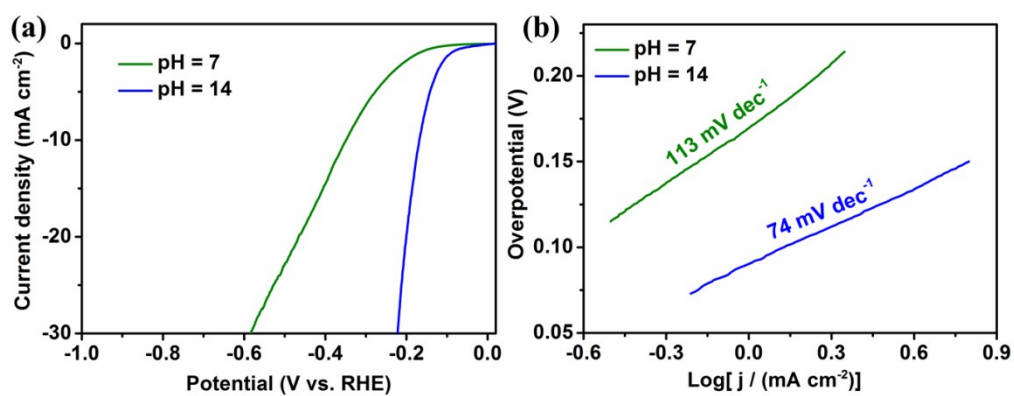 (a)
pH = 7
pH = 14
Current density (mA cm⁻²)
0
-10
-20
-30
-1.0
-0.8
-0.6
-0.4
-0.2
0.0
Potential (V vs. RHE)
(b)
pH = 7
pH = 14
113 mV dec⁻¹
74 mV dec⁻¹
Overpotential (V)
0.20
0.15
0.10
0.05
-0.6
-0.3
0.0
0.3
0.6
0.9
Log[ j / (mA cm⁻²)]